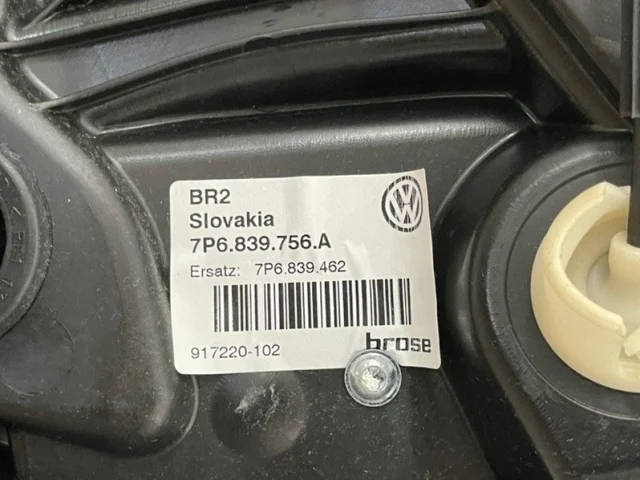 BR2
Slovakia
7P6.839.756.A
Ersatz: 7P6.839.462
917220-102
brose